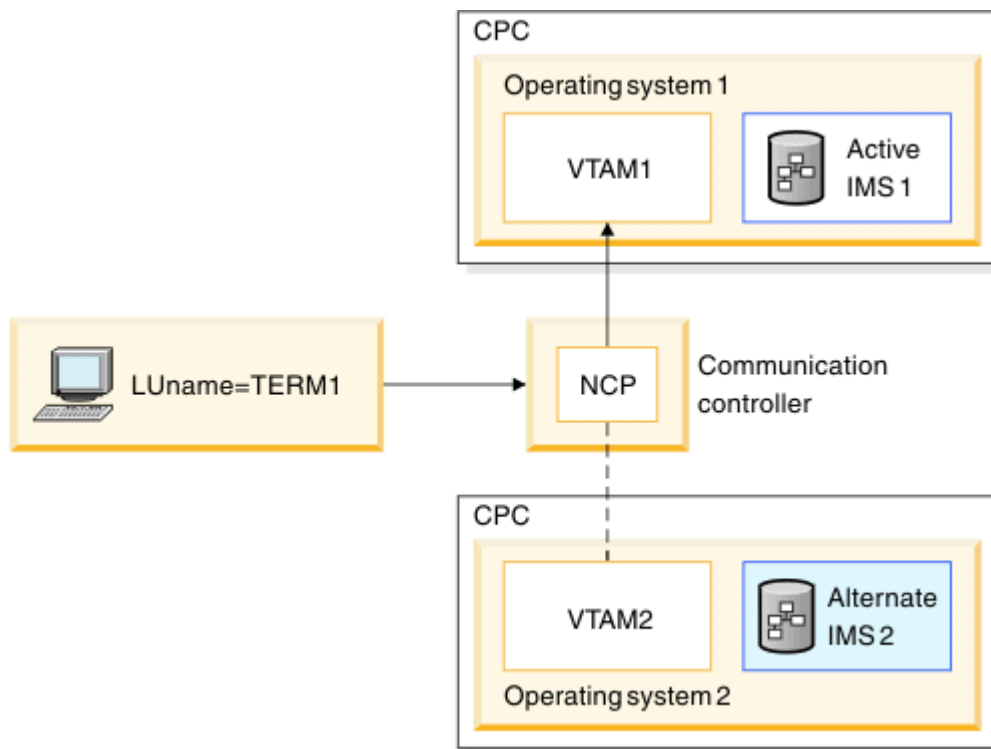 CPC
Operating system 1
VTAM1
Active
IMS 1
LUname=TERM1
NCP
Communication
controller
CPC
VTAM2
Alternate
IMS 2
Operating system 2